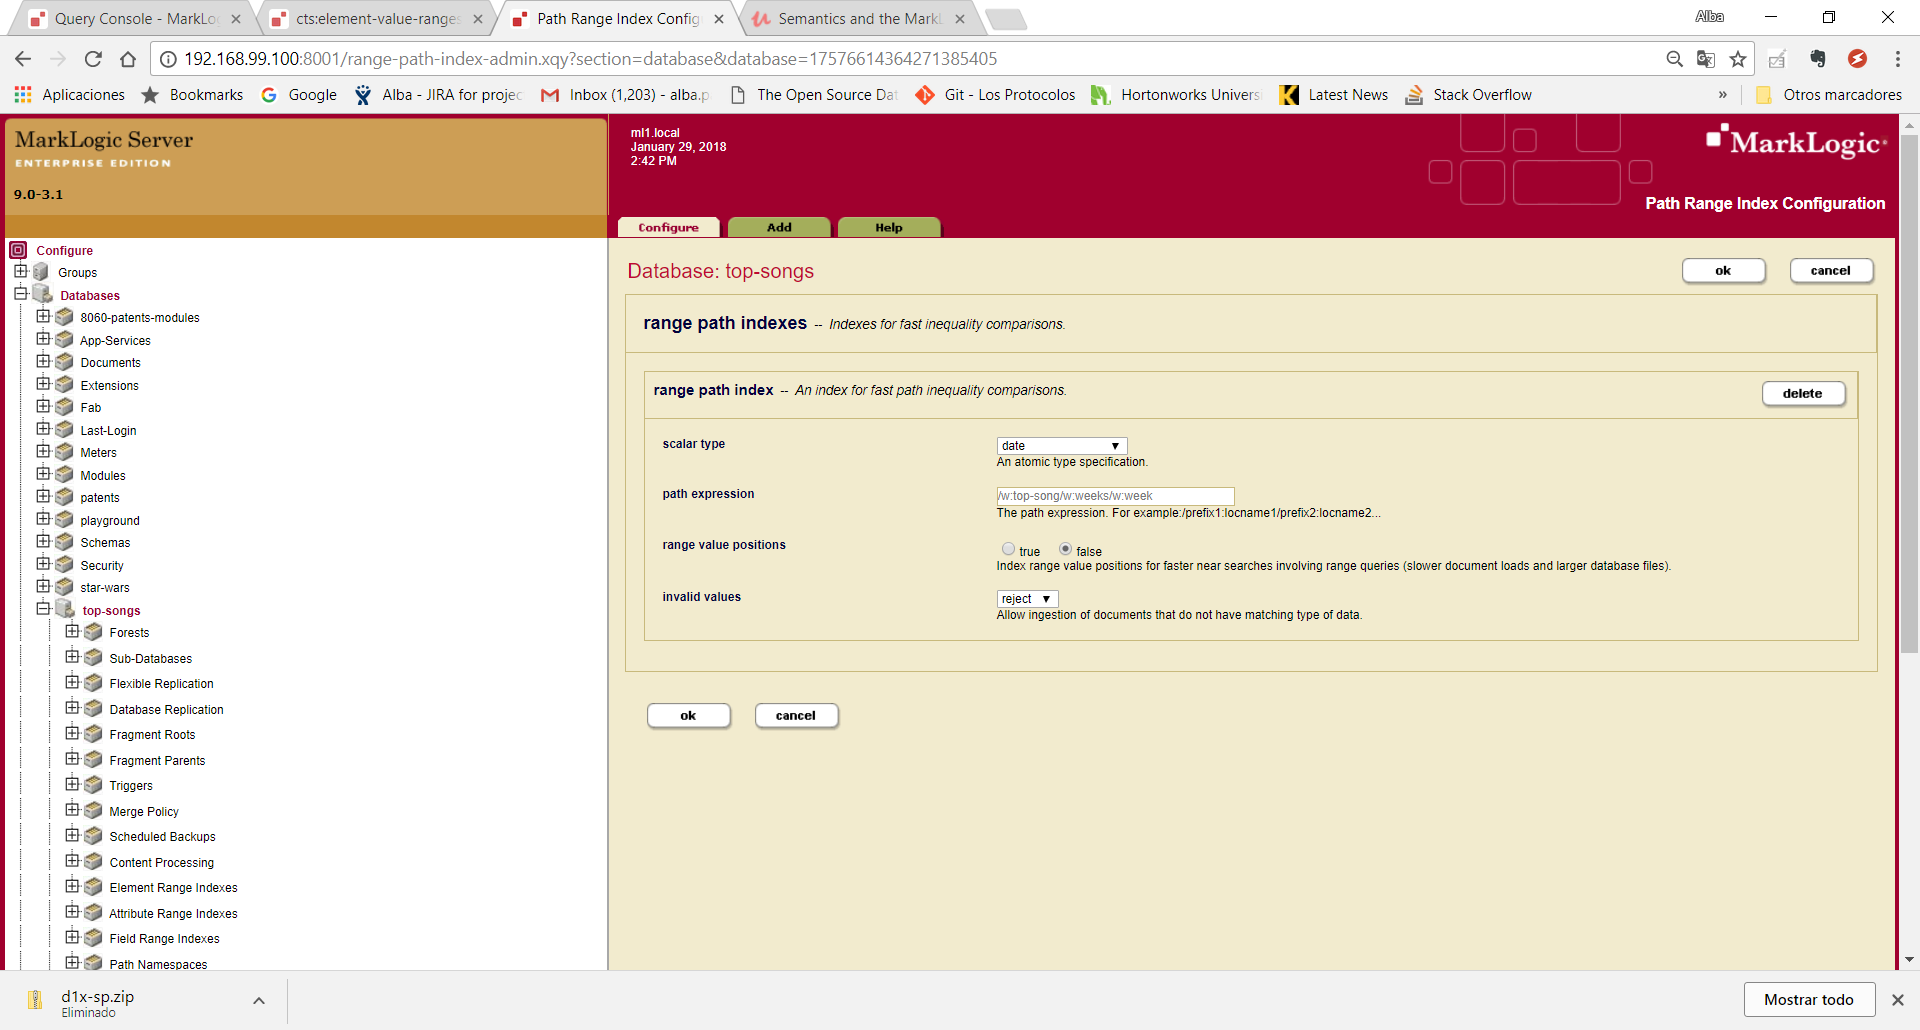 Query Console - MarkLo
cts:element-value-ranges
Path Range Index Config
Semantics and the MarkL
Alba
192.168.99.100:8001/range-path-index-admin.xqy?section=database&database=17576614364271385405
Aplicaciones
Bookmarks
Google
Alba - JIRA for projec
Inbox (1,203) - alba.p
The Open Source Dat
Git - Los Protocolos
Hortonworks Universi
Latest News
Stack Overflow
»
Otros marcadores
MarkLogic Server
ENTERPRISE EDITION
9.0-3.1
ml1.local
January 29, 2018
2:42 PM
MarkLogic
Path Range Index Configuration
Configure
Add
Help
Configure
Groups
Databases
8060-patents-modules
App-Services
Documents
Extensions
Fab
Last-Login
Meters
Modules
patents
playground
Schemas
Security
star-wars
top-songs
Forests
Sub-Databases
Flexible Replication
Database Replication
Fragment Roots
Fragment Parents
Triggers
Merge Policy
Scheduled Backups
Content Processing
Element Range Indexes
Attribute Range Indexes
Field Range Indexes
Path Namespaces
Database: top-songs
ok
cancel
range path indexes -- Indexes for fast inequality comparisons.
range path index -- An index for fast path inequality comparisons.
delete
scalar type
date
An atomic type specification.
path expression
/w:top-song/w:weeks/w:week
The path expression. For example:/prefix1:locname1/prefix2:locname2...
range value positions
true
false
Index range value positions for faster near searches involving range queries (slower document loads and larger database files).
invalid values
reject
Allow ingestion of documents that do not have matching type of data.
ok
cancel
d1x-sp.zip
Eliminado
Mostrar todo